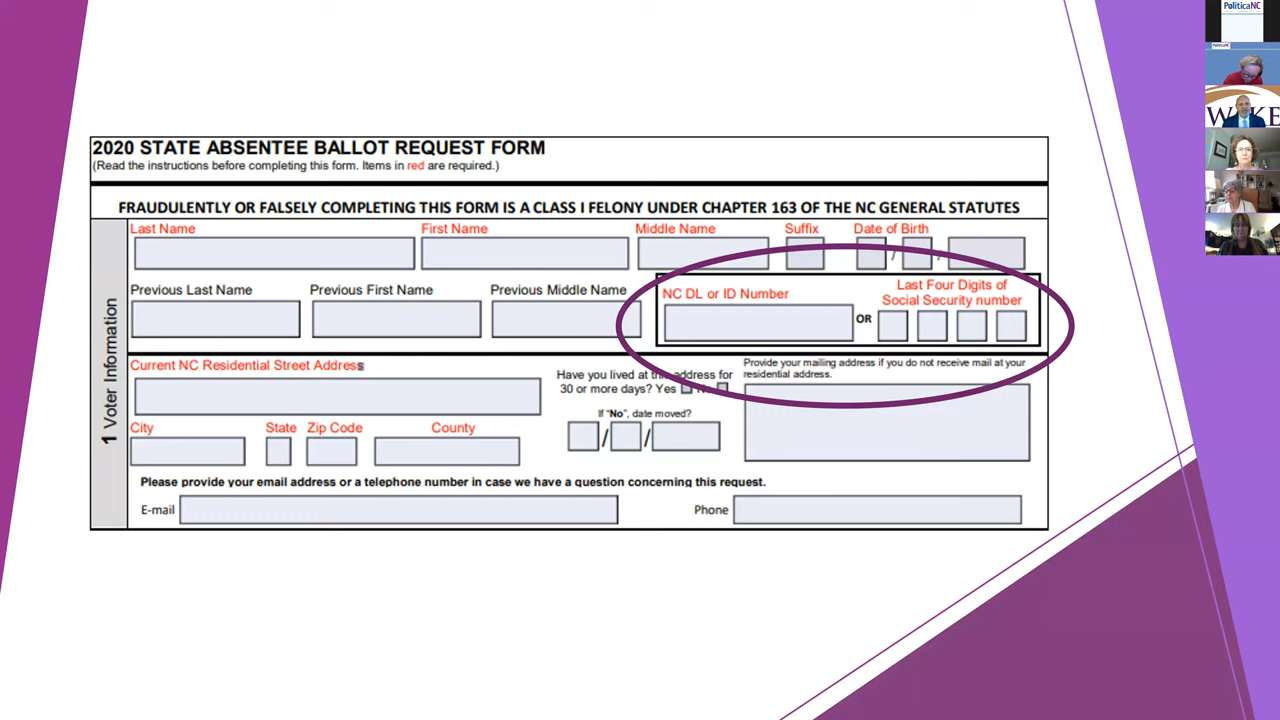 PoliticaNC
PoliticaNC
WAKE
2020 STATE ABSENTEE BALLOT REQUEST FORM
(Read the instructions before completing this form. Items in red are required.)
FRAUDULENTLY OR FALSELY COMPLETING THIS FORM IS A CLASS I FELONY UNDER CHAPTER 163 OF THE NC GENERAL STATUTES
1 Voter Information
Last Name First Name Middle Name Suffix Date of Birth
/ /
Previous Last Name Previous First Name Previous Middle Name
NC DL or ID Number OR Last Four Digits of
Social Security number
Current NC Residential Street Address
Have you lived at this address for
30 or more days? Yes No
If “No”, date moved?
/ /
Provide your mailing address if you do not receive mail at your
residential address.
City State Zip Code County
Please provide your email address or a telephone number in case we have a question concerning this request.
E-mail Phone